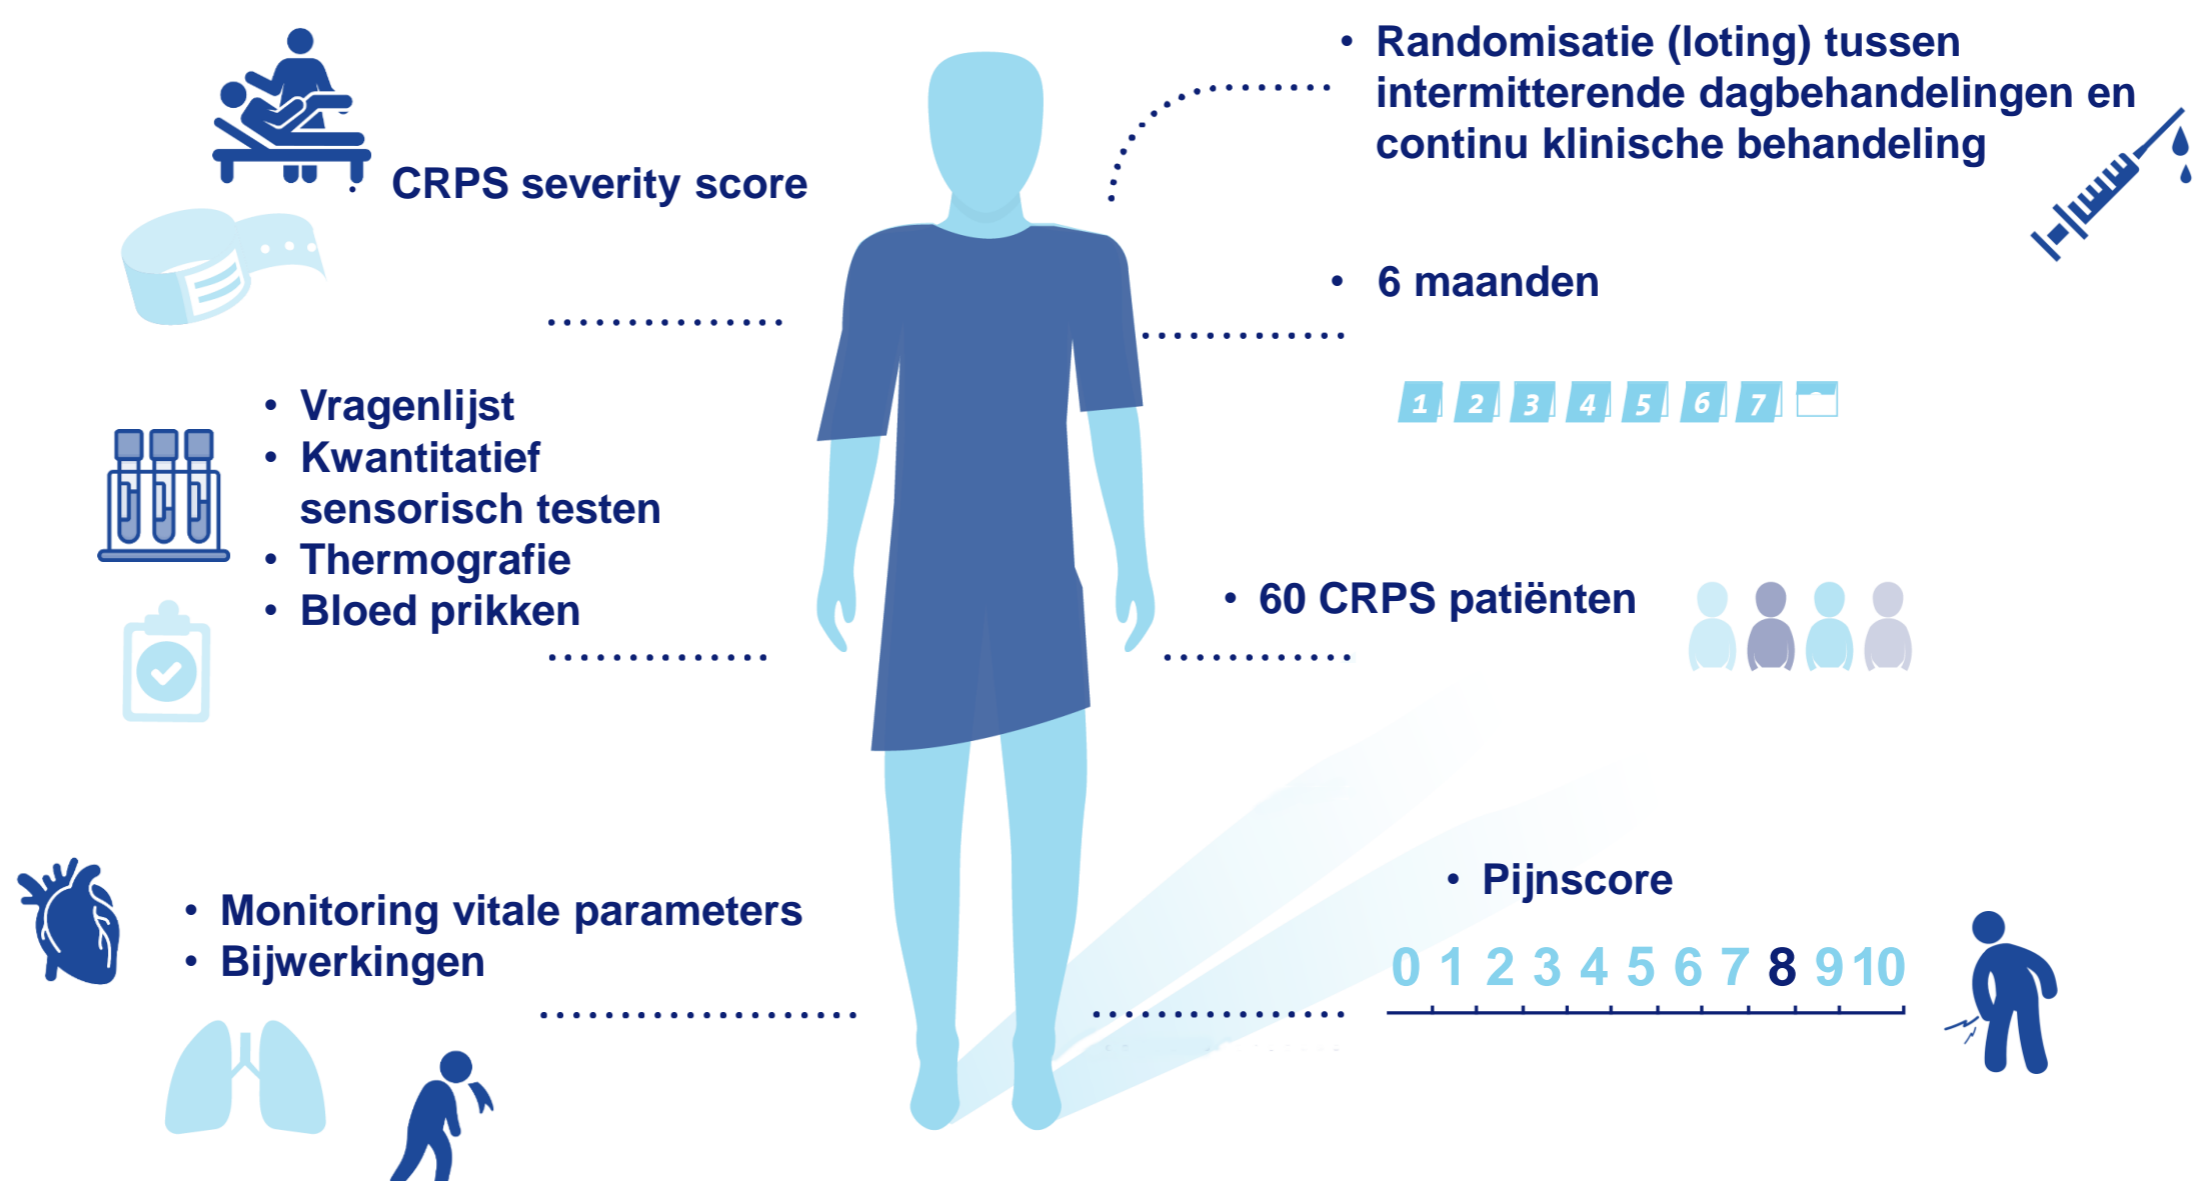 CRPS severity score
• Vragenlijst
• Kwantitatief
sensorisch testen
• Thermografie
• Bloed prikken
• Monitoring vitale parameters
• Bijwerkingen
• Randomisatie (loting) tussen
intermitterende dagbehandelingen en
continu klinische behandeling
• 6 maanden
1 2 3 4 5 6 7
• 60 CRPS patiënten
• Pijnscore
0 1 2 3 4 5 6 7 8 9 10